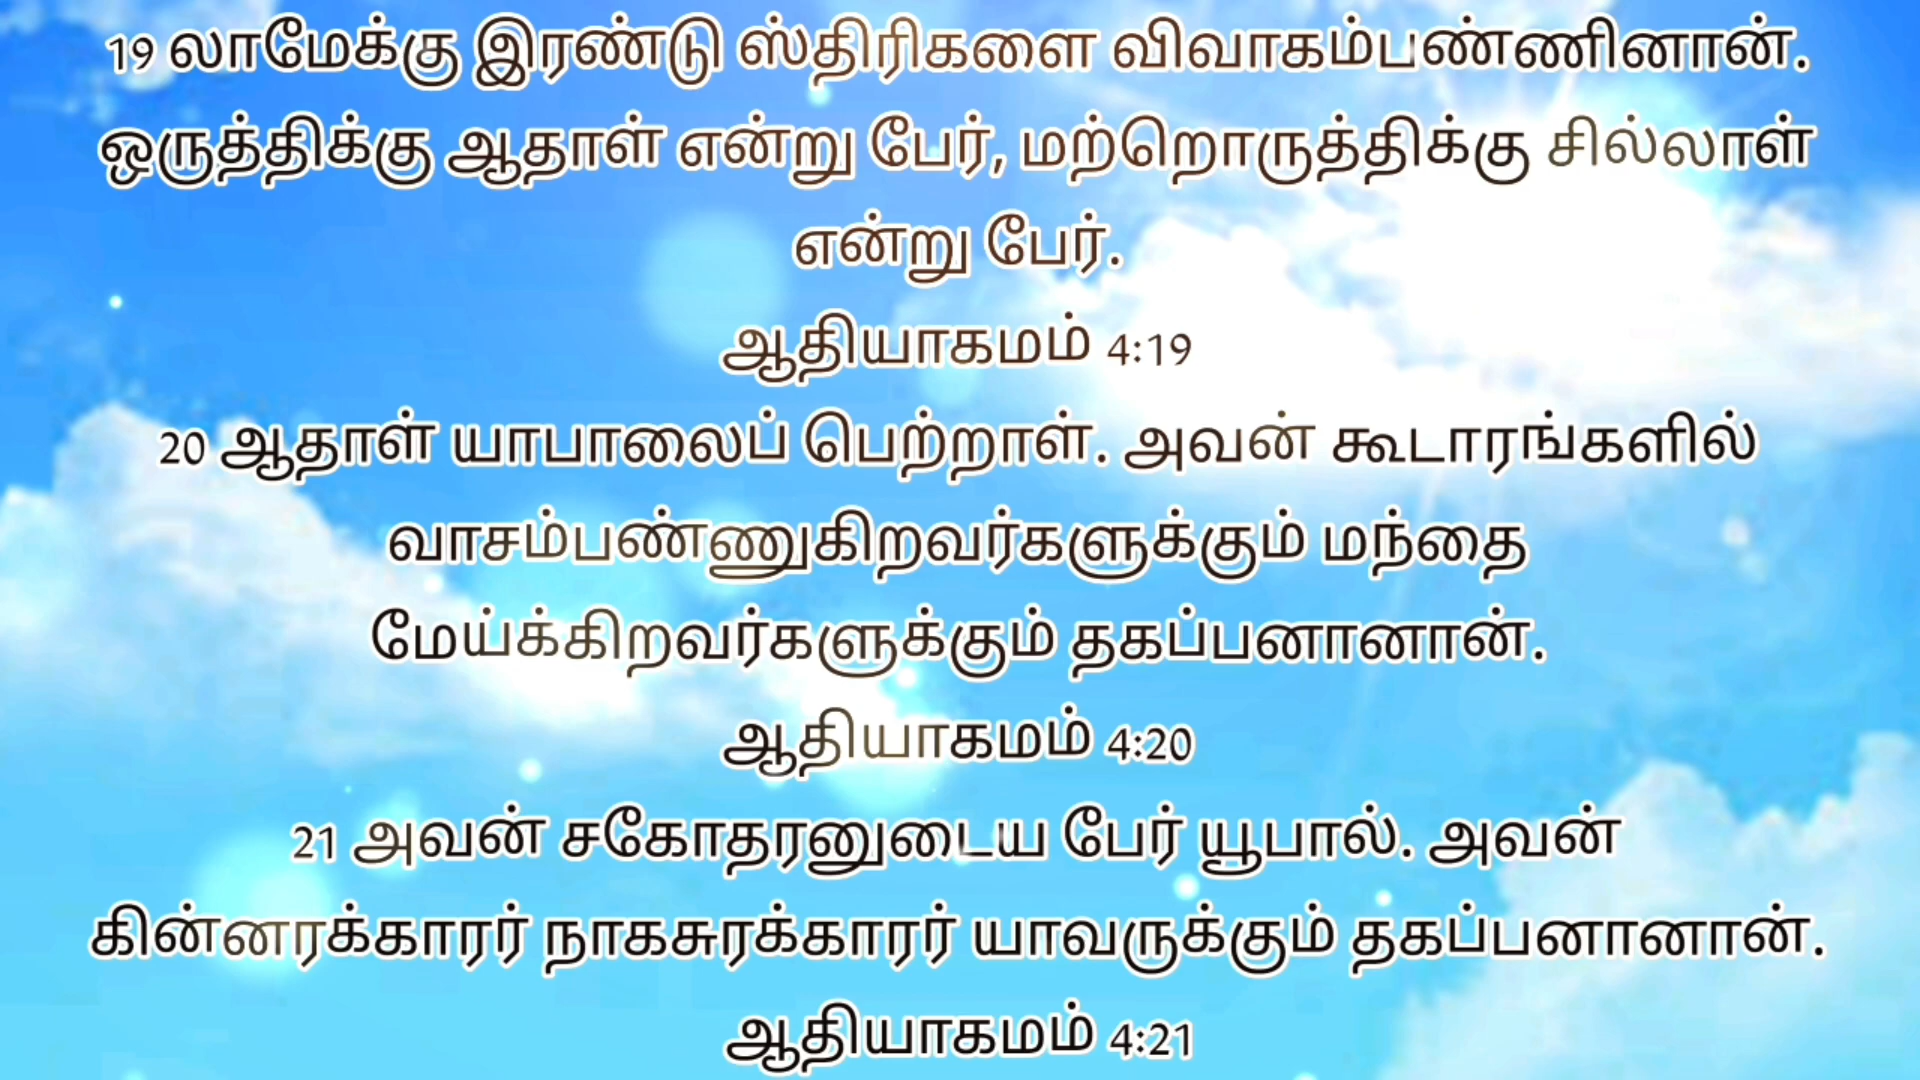 19 லாமேக்கு இரண்டு ஸ்திரிகளை விவாகம்பண்ணினான்.
ஒருத்திக்கு ஆதாள் என்று பேர், மற்றொருத்திக்கு சில்லாள்
என்று பேர்.
ஆதியாகமம் 4:19
20 ஆதாள் யாபாலைப் பெற்றாள். அவன் கூடாரங்களில்
வாசம்பண்ணுகிறவர்களுக்கும் மந்தை
மேய்க்கிறவர்களுக்கும் தகப்பனானான்.
ஆதியாகமம் 4:20
21 அவன் சகோதரனுடைய பேர் யூபால். அவன்
கின்னரக்காரர் நாகசுரக்காரர் யாவருக்கும் தகப்பனானான்.
ஆதியாகமம் 4:21